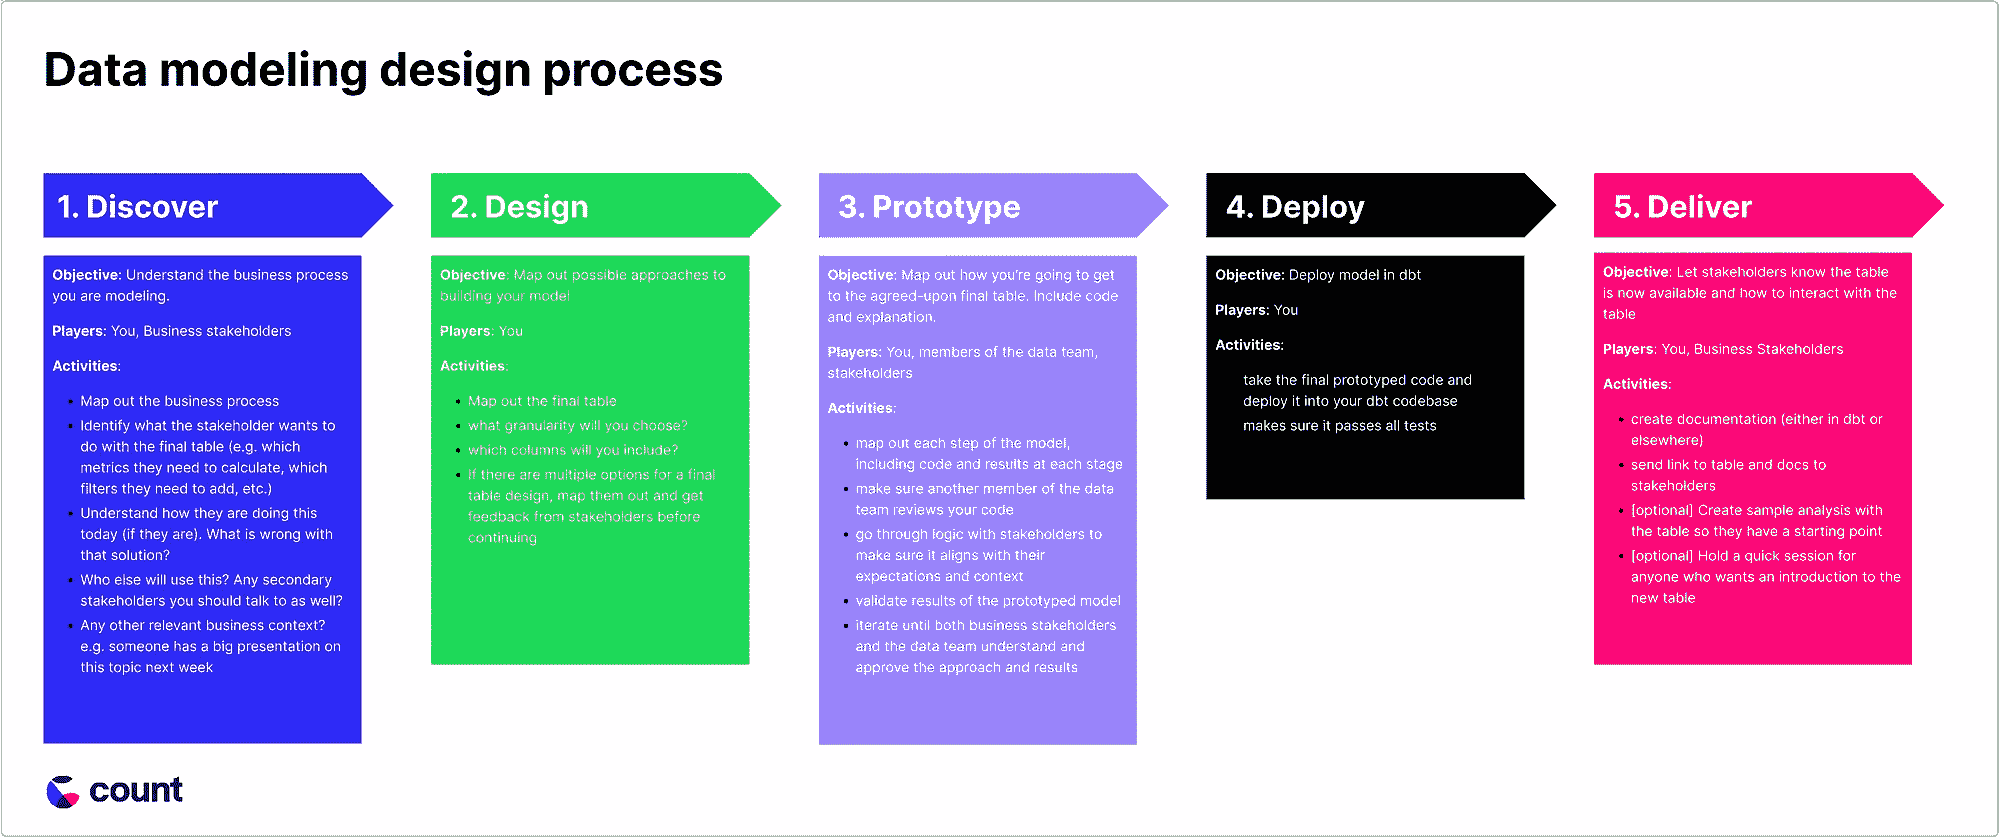 Data modeling design process
1. Discover
Objective: Understand the business process
you are modeling.
Players: You, Business stakeholders
Activities:
• Map out the business process
• Identify what the stakeholder wants to
do with the final table (e.g. which
metrics they need to calculate, which
filters they need to add, etc.)
• Understand how they are doing this
today (if they are). What is wrong with
that solution?
• Who else will use this? Any secondary
stakeholders you should talk to as well?
• Any other relevant business context?
e.g. someone has a big presentation on
this topic next week
2. Design
Objective: Map out possible approaches to
building your model
Players: You
Activities:
• Map out the final table
• what granularity will you choose?
• which columns will you include?
• If there are multiple options for a final
table design, map them out and get
feedback from stakeholders before
continuing
3. Prototype
Objective: Map out how you're going to get
to the agreed-upon final table. Include code
and explanation.
Players: You, members of the data team,
stakeholders
Activities:
• map out each step of the model,
including code and results at each stage
• make sure another member of the data
team reviews your code
• go through logic with stakeholders to
make sure it aligns with their
expectations and context
• validate results of the prototyped model
• iterate until both business stakeholders
and the data team understand and
approve the approach and results
4. Deploy
Objective: Deploy model in dbt
Players: You
Activities:
take the final prototyped code and
deploy it into your dbt codebase
makes sure it passes all tests
5. Deliver
Objective: Let stakeholders know the table
is now available and how to interact with the
table
Players: You, Business Stakeholders
Activities:
• create documentation (either in dbt or
elsewhere)
• send link to table and docs to
stakeholders
• [optional] Create sample analysis with
the table so they have a starting point
• [optional] Hold a quick session for
anyone who wants an introduction to the
new table
count